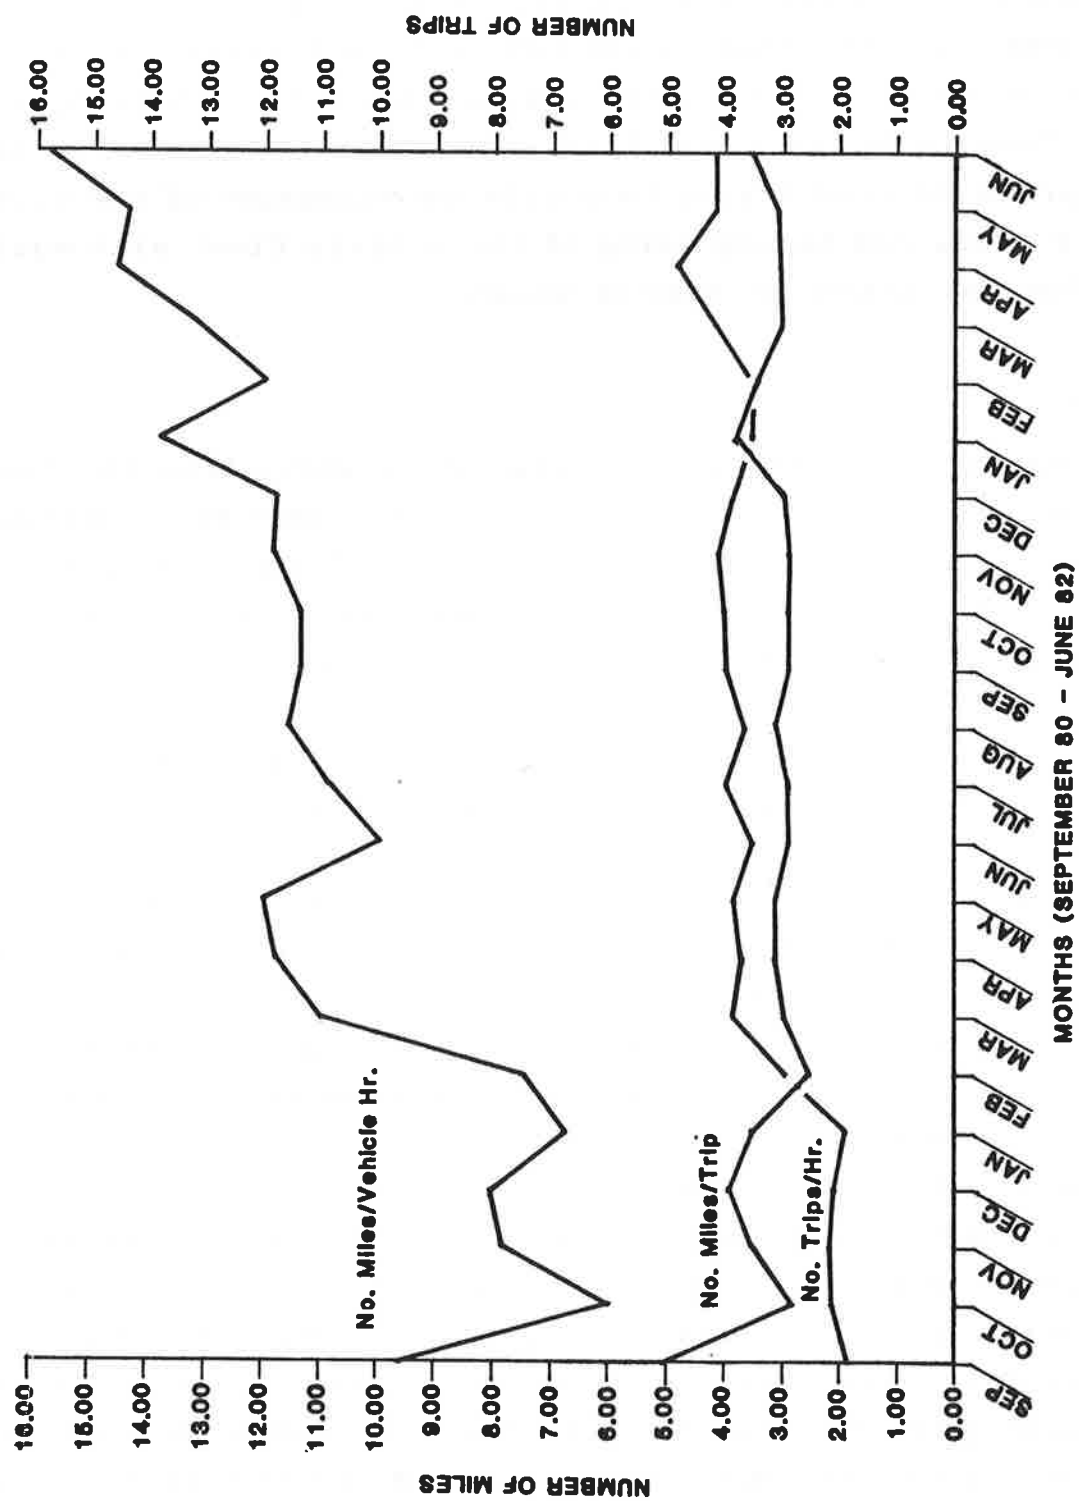 NUMBER OF MILES
16.00
15.00
14.00
13.00
12.00
11.00
10.00
9.00
8.00
7.00
6.00
5.00
4.00
3.00
2.00
1.00
0.00
No. Miles/Vehicle Hr.
No. Miles/Trip
No. Trips/Hr.
16.00
15.00
14.00
13.00
12.00
11.00
10.00
9.00
8.00
7.00
6.00
5.00
4.00
3.00
2.00
1.00
0.00
NUMBER OF TRIPS
SEP
OCT
NOV
DEC
JAN
FEB
MAR
APR
MAY
JUN
JUL
AUG
SEP
OCT
NOV
DEC
JAN
FEB
MAR
APR
MAY
JUN
MONTHS (SEPTEMBER 80 - JUNE 82)